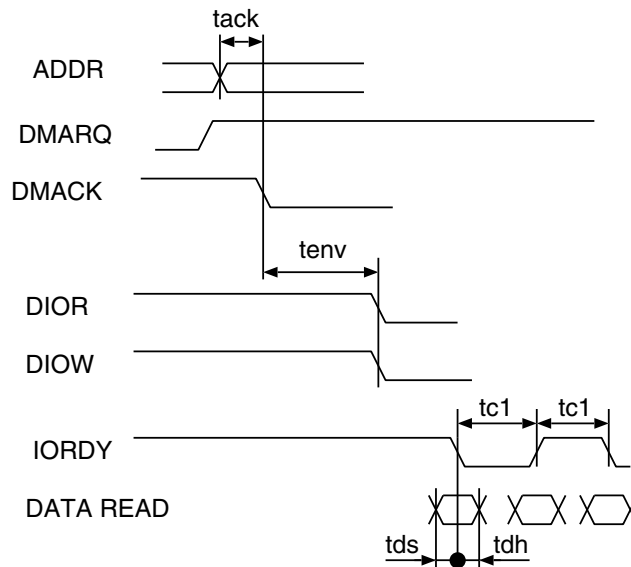 tack
ADDR
DMARQ
DMACK
tenv
DIOR
DIOW
tc1 tc1
IORDY
DATA READ
tds tdh